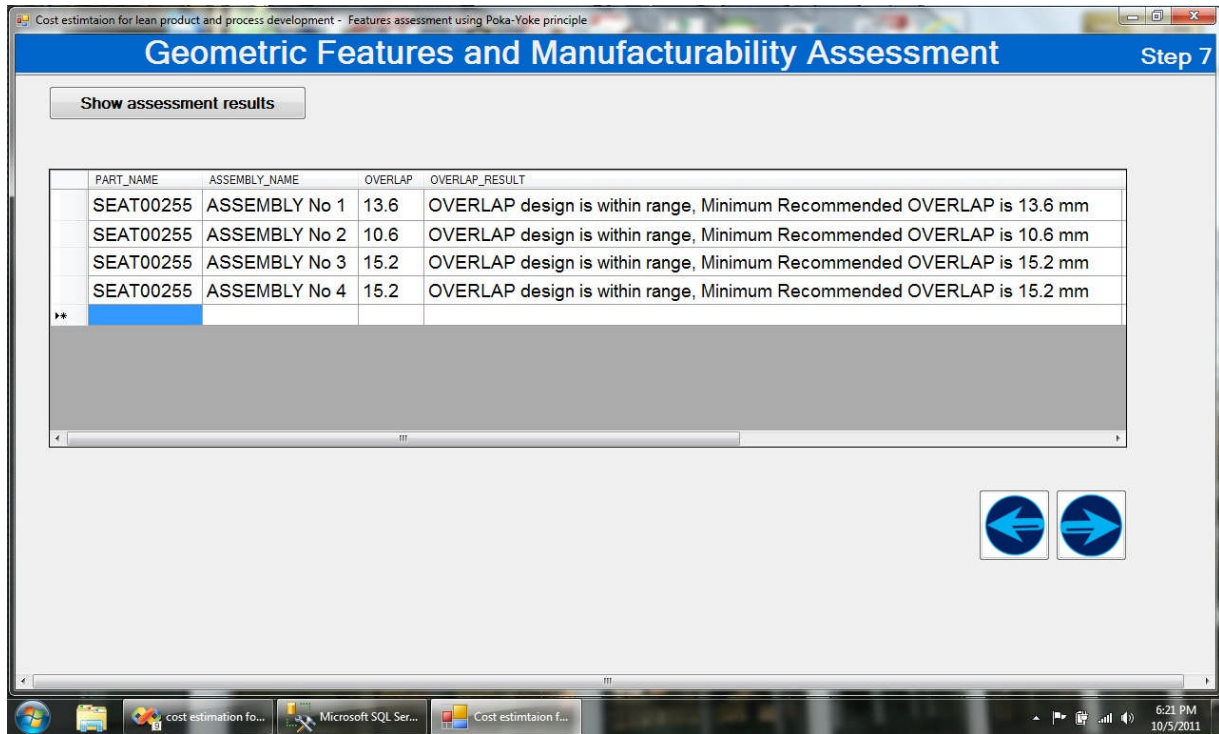 Cost estimtaion for lean product and process development - Features assessment using Poka-Yoke principle
Geometric Features and Manufacturability Assessment Step 7
Show assessment results
PART_NAME ASSEMBLY_NAME OVERLAP OVERLAP_RESULT
SEAT00255 ASSEMBLY No 1 13.6 OVERLAP design is within range, Minimum Recommended OVERLAP is 13.6 mm
SEAT00255 ASSEMBLY No 2 10.6 OVERLAP design is within range, Minimum Recommended OVERLAP is 10.6 mm
SEAT00255 ASSEMBLY No 3 15.2 OVERLAP design is within range, Minimum Recommended OVERLAP is 15.2 mm
SEAT00255 ASSEMBLY No 4 15.2 OVERLAP design is within range, Minimum Recommended OVERLAP is 15.2 mm
cost estimation fo... Microsoft SQL Ser... Cost estimtaion f... 6:21 PM
10/5/2011